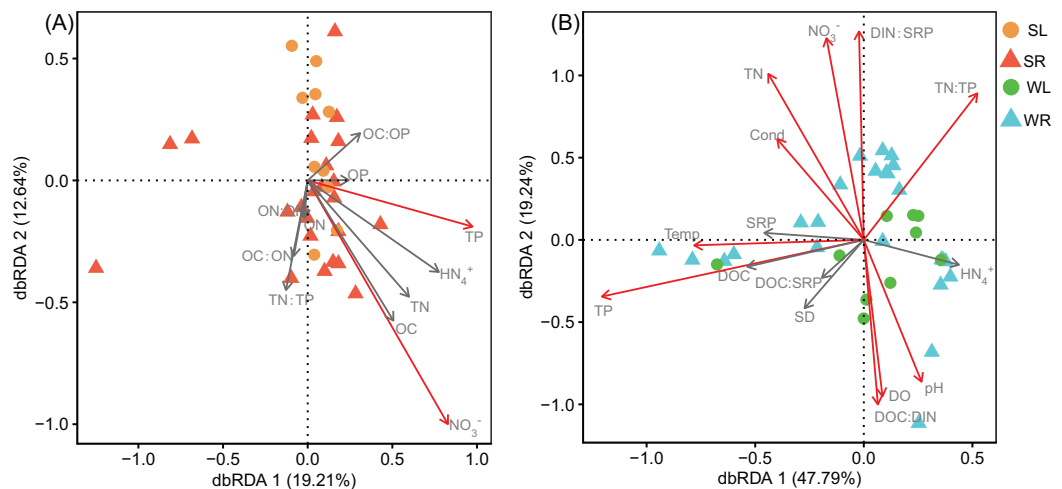 (A)
0.5
0.0
−0.5
−1.0
dbRDA 2 (12.64%)
−1.0
−0.5
0.0
0.5
1.0
dbRDA 1 (19.21%)
OC:OP
OP
TP
ON:
ON
OC:ON
TN:TP
HN₄⁺
TN
OC
NO₃⁻
(B)
1.0
0.5
0.0
−0.5
−1.0
dbRDA 2 (19.24%)
−1.0
−0.5
0.0
0.5
dbRDA 1 (47.79%)
NO₃⁻
DIN:SRP
TN
TN:TP
Cond
SRP
Temp
DOC
DOC:SRP
HN₄⁺
TP
SD
pH
DO
DOC:DIN
SL
SR
WL
WR